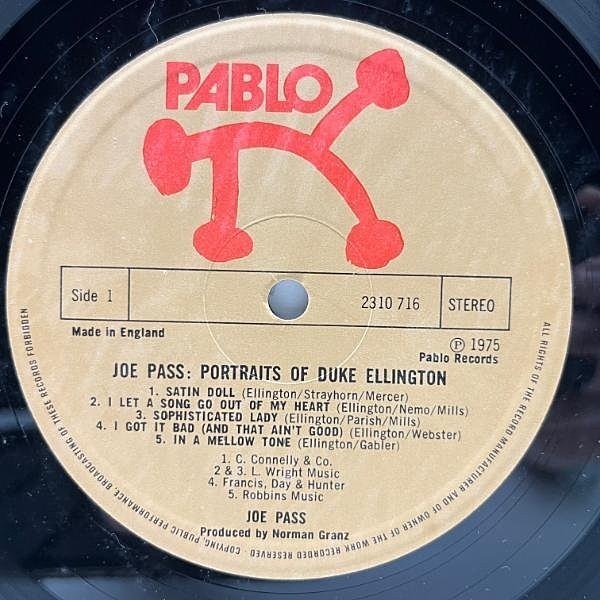 PABLO
Side 1
2310 716
STEREO
Made in England
Ⓟ 1975
Pablo Records
JOE PASS: PORTRAITS OF DUKE ELLINGTON
1. SATIN DOLL (Ellington/Strayhorn/Mercer)
2. I LET A SONG GO OUT OF MY HEART (Ellington/Nemo/Mills)
3. SOPHISTICATED LADY (Ellington/Parish/Mills)
4. I GOT IT BAD (AND THAT AIN'T GOOD) (Ellington/Webster)
5. IN A MELLOW TONE (Ellington/Gabler)
1. C. Connelly & Co.
2 & 3. L. Wright Music
4. Francis, Day & Hunter
5. Robbins Music
JOE PASS
Produced by Norman Granz
ALL RIGHTS OF THE RECORD MANUFACTURER AND OF OWNER OF THE WORK RECORDED RESERVED - COPYING, PUBLIC PERFORMANCE, BROADCASTING OF THESE RECORDS FORBIDDEN